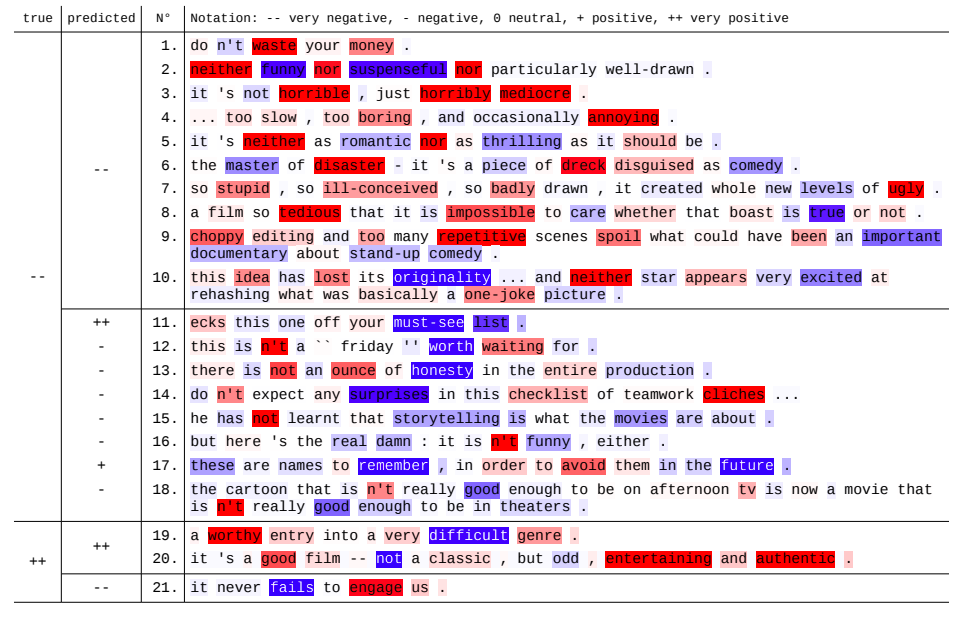 true predicted N° Notation: -- very negative, - negative, 0 neutral, + positive, ++ very positive
1. do n't waste your money .
2. neither funny nor suspenseful nor particularly well-drawn .
3. it 's not horrible , just horribly mediocre .
4. ... too slow , too boring , and occasionally annoying .
5. it 's neither as romantic nor as thrilling as it should be .
-- 6. the master of disaster - it 's a piece of dreck disguised as comedy .
7. so stupid , so ill-conceived , so badly drawn , it created whole new levels of ugly .
8. a film so tedious that it is impossible to care whether that boast is true or not .
9. choppy editing and too many repetitive scenes spoil what could have been an important
documentary about stand-up comedy .
-- 10. this idea has lost its originality ... and neither star appears very excited at
rehashing what was basically a one-joke picture .
++ 11. ecks this one off your must-see list .
- 12. this is n't a `` friday '' worth waiting for .
- 13. there is not an ounce of honesty in the entire production .
- 14. do n't expect any surprises in this checklist of teamwork cliches ...
- 15. he has not learnt that storytelling is what the movies are about .
- 16. but here 's the real damn : it is n't funny , either .
+ 17. these are names to remember , in order to avoid them in the future .
- 18. the cartoon that is n't really good enough to be on afternoon tv is now a movie that
is n't really good enough to be in theaters .
++ 19. a worthy entry into a very difficult genre .
++ 20. it 's a good film -- not a classic , but odd , entertaining and authentic .
-- 21. it never fails to engage us .